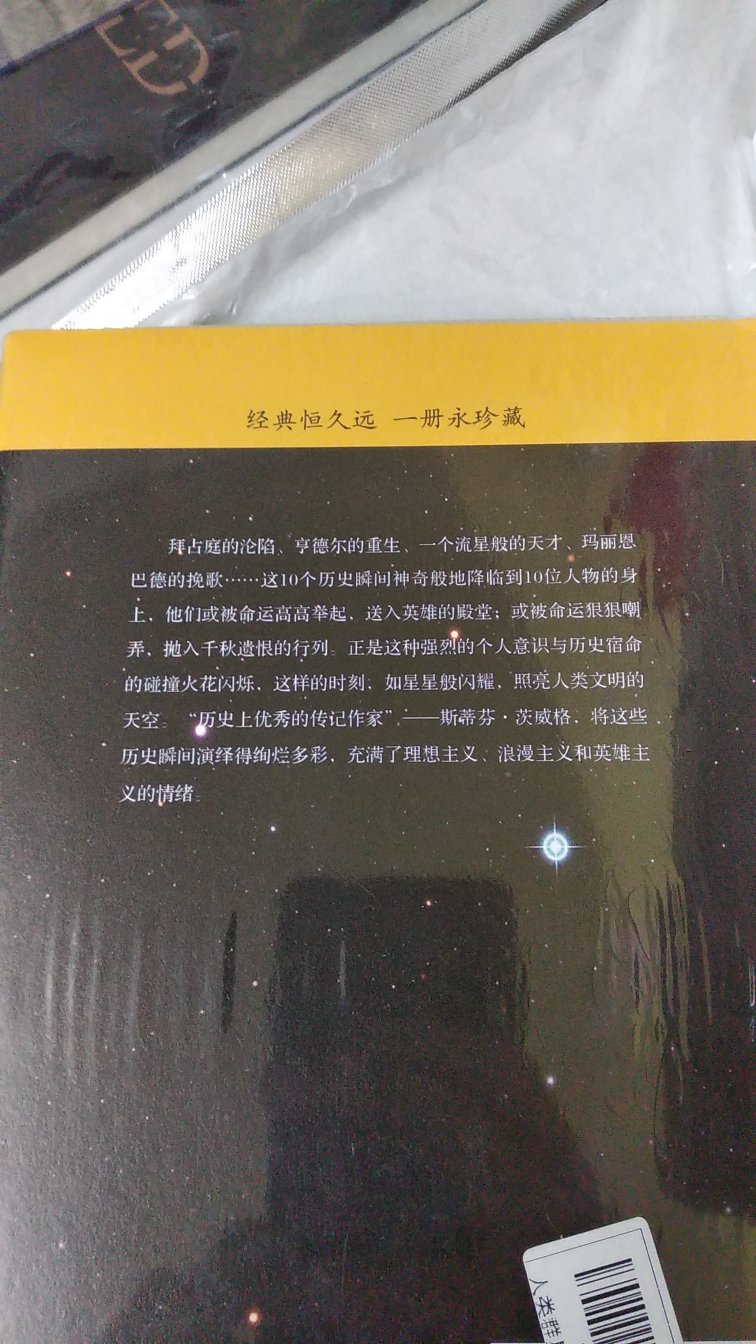 ED
经典恒久远 一册永珍藏
拜占庭的沦陷、亨德尔的重生、一个流星般的天才、玛丽恩
巴德的挽歌……这10个历史瞬间神奇般地降临到10位人物的身
上，他们或被命运高高举起，送入英雄的殿堂；或被命运狠狠嘲
弄，抛入千秋遗恨的行列。正是这种强烈的个人意识与历史宿命
的碰撞火花闪烁，这样的时刻，如星星般闪耀，照亮人类文明的
天空。“历史上优秀的传记作家”——斯蒂芬·茨威格，将这些
历史瞬间演绎得绚烂多彩，充满了理想主义、浪漫主义和英雄主
义的情绪。
人类群